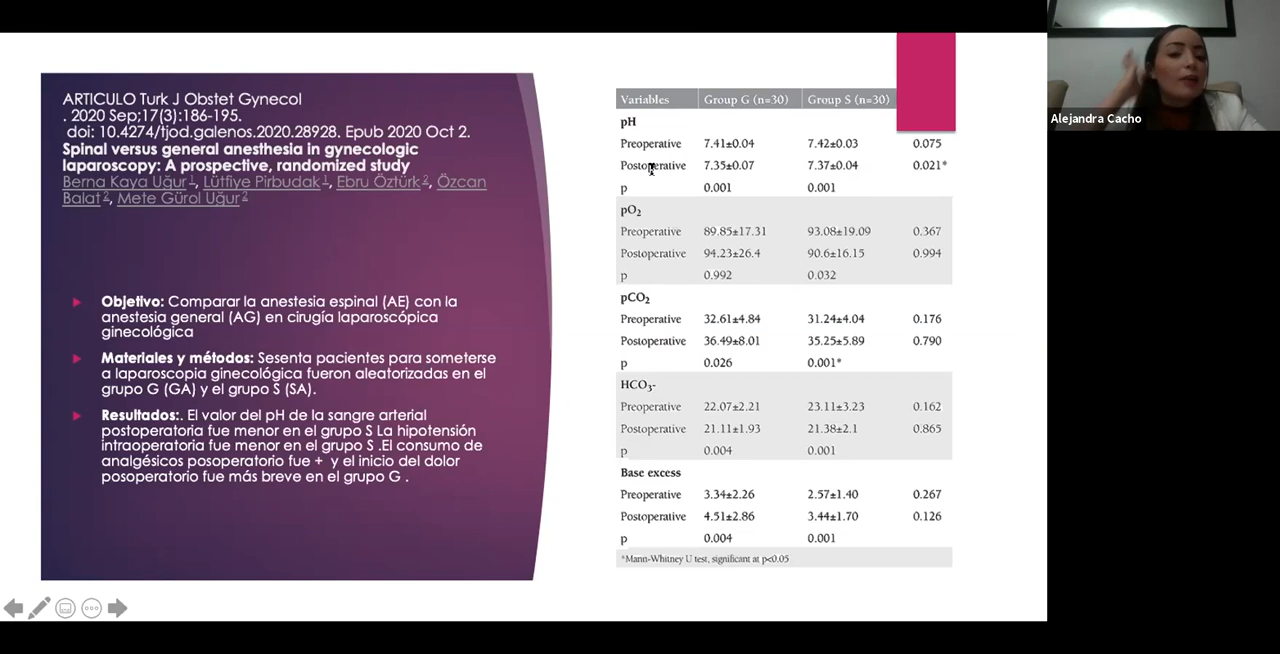 ARTICULO Turk J Obstet Gynecol
. 2020 Sep;17(3):186-195.
doi: 10.4274/tjod.galenos.2020.28928. Epub 2020 Oct 2.
Spinal versus general anesthesia in gynecologic
laparoscopy: A prospective, randomized study
Berna Kaya Uğur 1, Lütfiye Pirbudak 1, Ebru Öztürk 2, Özcan
Balat 2, Mete Gürol Uğur 2
Objetivo: Comparar la anestesia espinal (AE) con la
anestesia general (AG) en cirugía laparoscópica
ginecológica
Materiales y métodos: Sesenta pacientes para someterse
a laparoscopia ginecológica fueron aleatorizadas en el
grupo G (GA) y el grupo S (SA).
Resultados:. El valor del pH de la sangre arterial
postoperatoria fue menor en el grupo S La hipotensión
intraoperatoria fue menor en el grupo S .El consumo de
analgésicos posoperatorio fue + y el inicio del dolor
posoperatorio fue más breve en el grupo G .
Variables Group G (n=30) Group S (n=30)
pH
Preoperative 7.41±0.04 7.42±0.03 0.075
Postoperative 7.35±0.07 7.37±0.04 0.021*
p 0.001 0.001
pO2
Preoperative 89.85±17.31 93.08±19.09 0.367
Postoperative 94.23±26.4 90.6±16.15 0.994
p 0.992 0.032
pCO2
Preoperative 32.61±4.84 31.24±4.04 0.176
Postoperative 36.49±8.01 35.25±5.89 0.790
p 0.026 0.001*
HCO3-
Preoperative 22.07±2.21 23.11±3.23 0.162
Postoperative 21.11±1.93 21.38±2.1 0.865
p 0.004 0.001
Base excess
Preoperative 3.34±2.26 2.57±1.40 0.267
Postoperative 4.51±2.86 3.44±1.70 0.126
p 0.004 0.001
*Mann-Whitney U test, significant at p<0.05
Alejandra Cacho